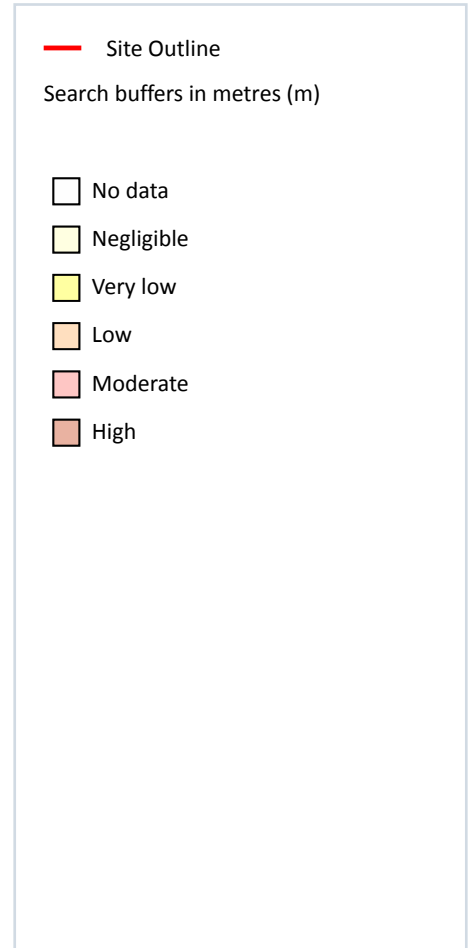 Site Outline
Search buffers in metres (m)
No data
Negligible
Very low
Low
Moderate
High